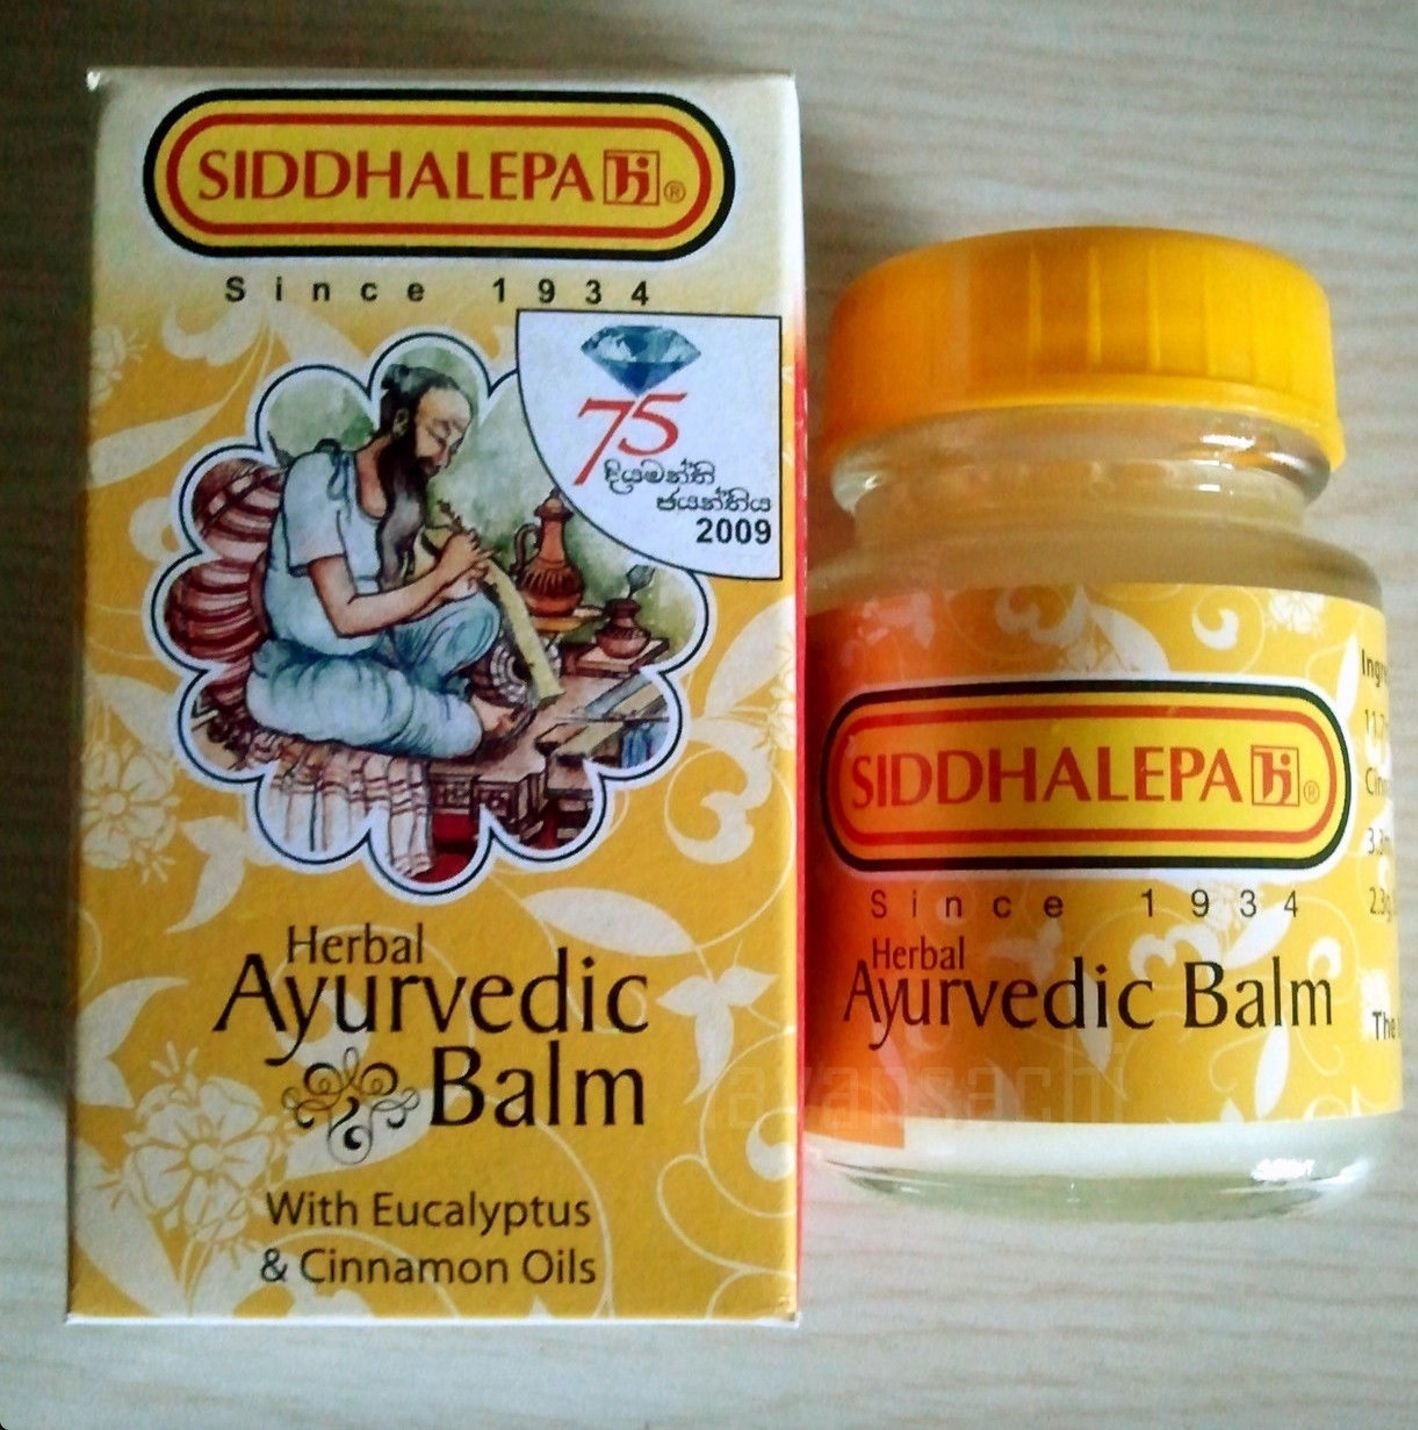 SIDDHALEPA ®
Since 1934
75
දියමන්ති
ජයන්තිය
2009
Herbal
Ayurvedic
Balm
With Eucalyptus
& Cinnamon Oils
SIDDHALEPA ®
Since 1934
Herbal
Ayurvedic Balm
The